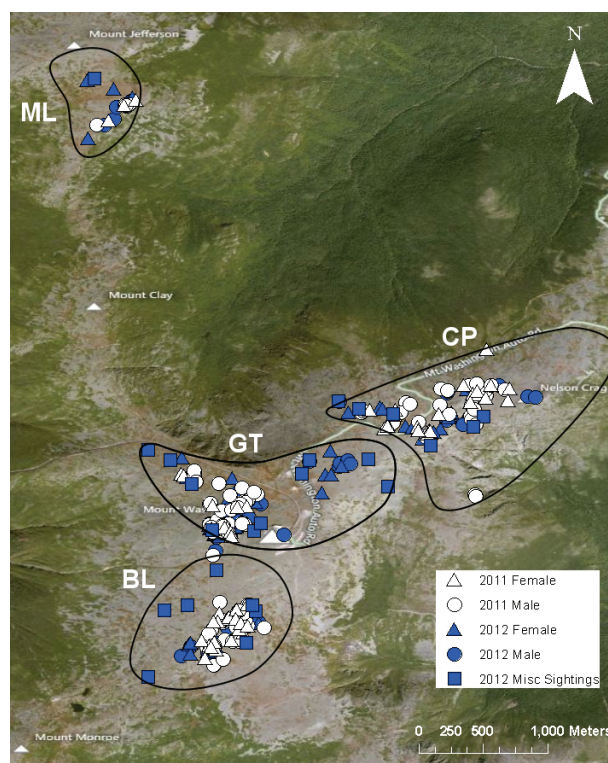 Mount Jefferson
N
ML
Mount Clay
CP
Mt Washington Auto Rd
Nelson Crag
GT
Mount Was
BL
2011 Female
2011 Male
2012 Female
2012 Male
2012 Misc Sightings
Mount Monroe
0 250 500 1,000 Meters